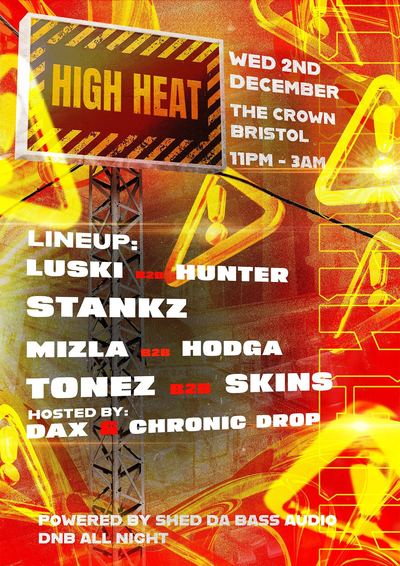 HIGH HEAT
WED 2ND
DECEMBER
THE CROWN
BRISTOL
11PM - 3AM
LINEUP:
LUSKI B2B HUNTER
STANKZ
MIZLA B2B HODGA
TONEZ B2B SKINS
HOSTED BY:
DAX & CHRONIC DROP
POWERED BY SHED DA BASS AUDIO
DNB ALL NIGHT